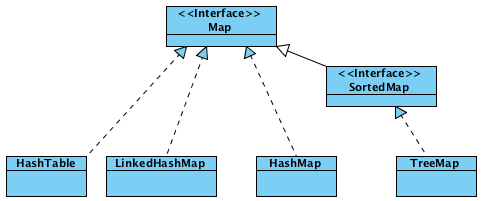 <<Interface>>
Map
<<Interface>>
SortedMap
HashTable
LinkedHashMap
HashMap
TreeMap